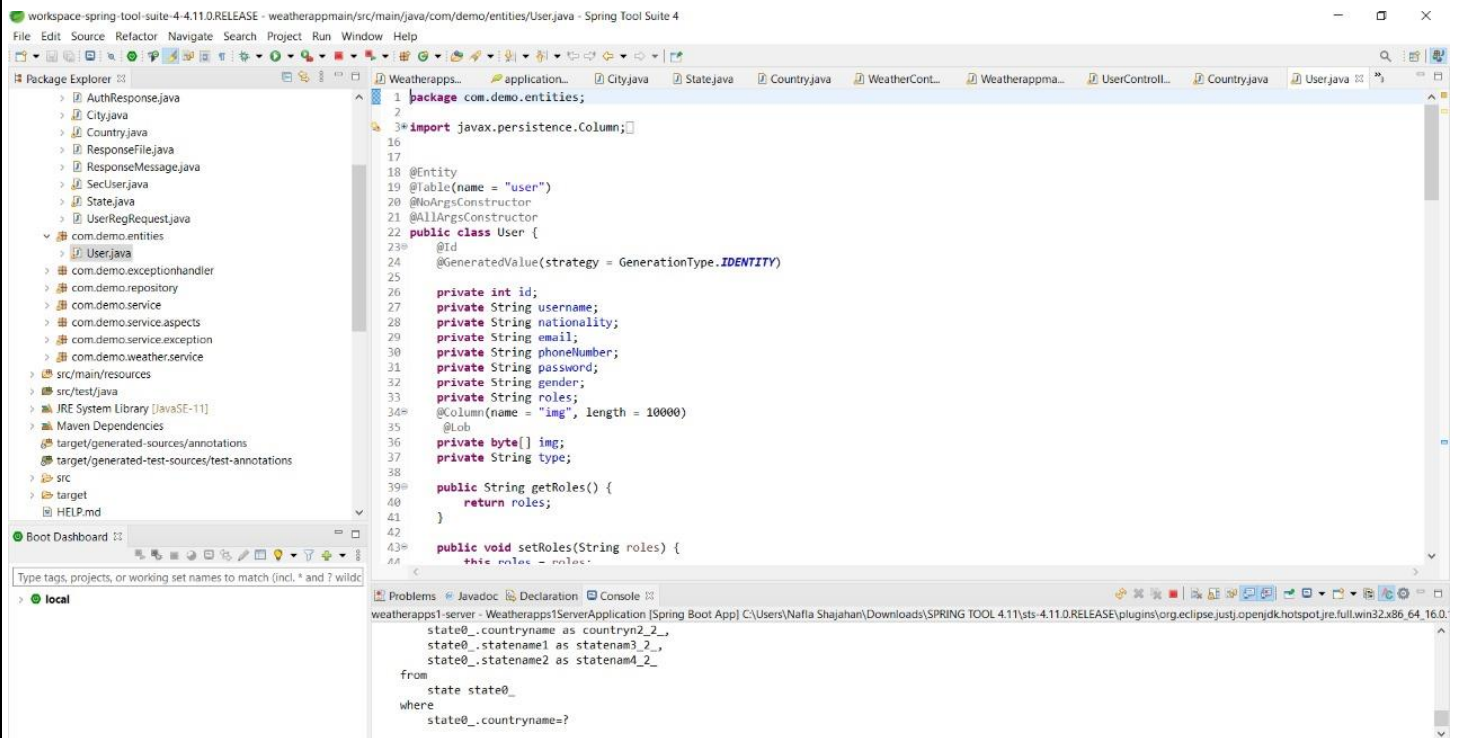 workspace-spring-tool-suite-4-4.11.0.RELEASE - weatherappmain/src/main/java/com/demo/entities/User.java - Spring Tool Suite 4
File Edit Source Refactor Navigate Search Project Run Window Help
Package Explorer
AuthResponse.java
City.java
Country.java
ResponseFile.java
ResponseMessage.java
SecUser.java
State.java
UserRegRequest.java
com.demo.entities
User.java
com.demo.exceptionhandler
com.demo.repository
com.demo.service
com.demo.service.aspects
com.demo.service.exception
com.demo.weather.service
src/main/resources
src/test/java
JRE System Library [JavaSE-11]
Maven Dependencies
target/generated-sources/annotations
target/generated-test-sources/test-annotations
src
target
HELP.md
Boot Dashboard
Type tags, projects, or working set names to match (incl. * and ? wildc
local
Weatherapps... application... City.java State.java Country.java WeatherCont... Weatherappma... UserControll... Country.java User.java
1 package com.demo.entities;
2
3 import javax.persistence.Column;
16
17
18 @Entity
19 @Table(name = "user")
20 @NoArgsConstructor
21 @AllArgsConstructor
22 public class User {
23 @Id
24 @GeneratedValue(strategy = GenerationType.IDENTITY)
25
26 private int id;
27 private String username;
28 private String nationality;
29 private String email;
30 private String phoneNumber;
31 private String password;
32 private String gender;
33 private String roles;
34 @Column(name = "img", length = 10000)
35 @Lob
36 private byte[] img;
37 private String type;
38
39 public String getRoles() {
40 return roles;
41 }
42
43 public void setRoles(String roles) {
44 this roles = roles;
Problems Javadoc Declaration Console
weatherapps1-server - Weatherapps1ServerApplication [Spring Boot App] C:\Users\Nafla Shajahan\Downloads\SPRING TOOL 4.11\sts-4.11.0.RELEASE\plugins\org.eclipse.justj.openjdk.hotspot.jre.full.win32.x86_64_16.0.
state0_.countryname as countryn2_2_,
state0_.statename1 as statenam3_2_,
state0_.statename2 as statenam4_2_
from
state state0_
where
state0_.countryname=?